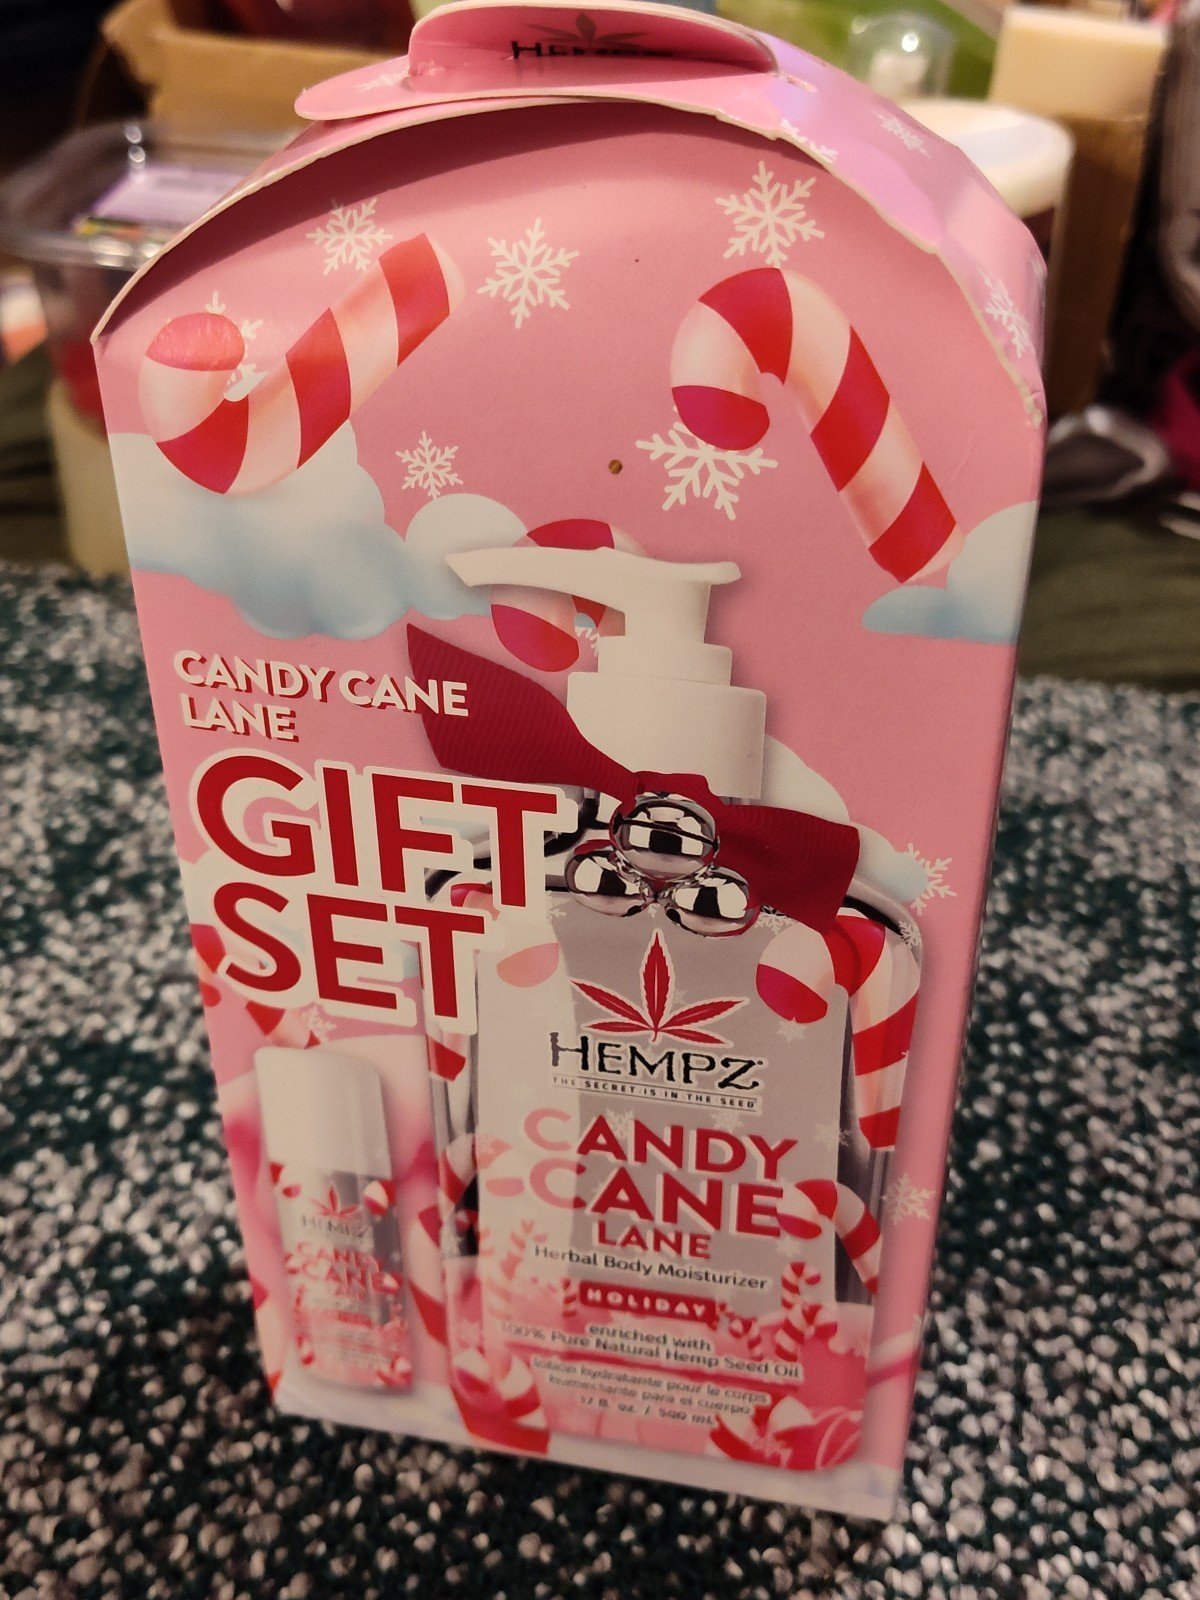 HEMPZ
CANDY CANE
LANE
GIFT
SET
HEMPZ
THE SECRET IS IN THE SEED
CANDY
CANE
LANE
Herbal Body Moisturizer
HOLIDAY
enriched with
100% Pure Natural Hemp Seed Oil
lotion hydratante pour le corps
humectante para el cuerpo
17 fl. oz. / 500 mL
HEMPZ
CANDY
CANE